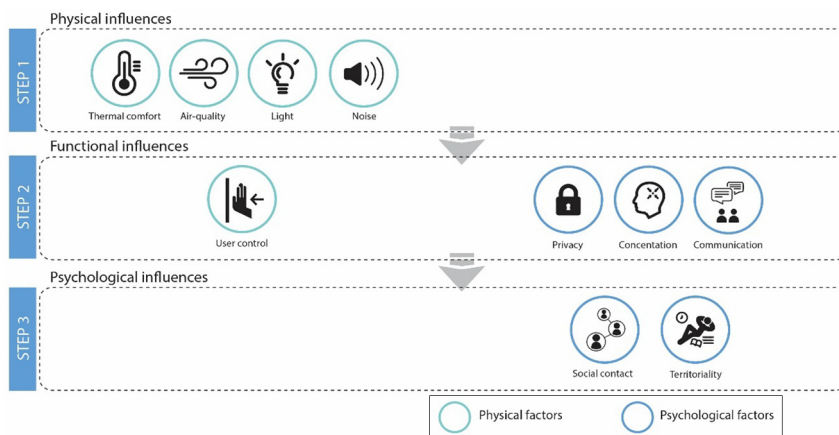 Physical influences
STEP 1
Thermal comfort
Air-quality
Light
Noise
Functional influences
STEP 2
User control
Privacy
Concentation
Communication
Psychological influences
STEP 3
Social contact
Territoriality
Physical factors
Psychological factors